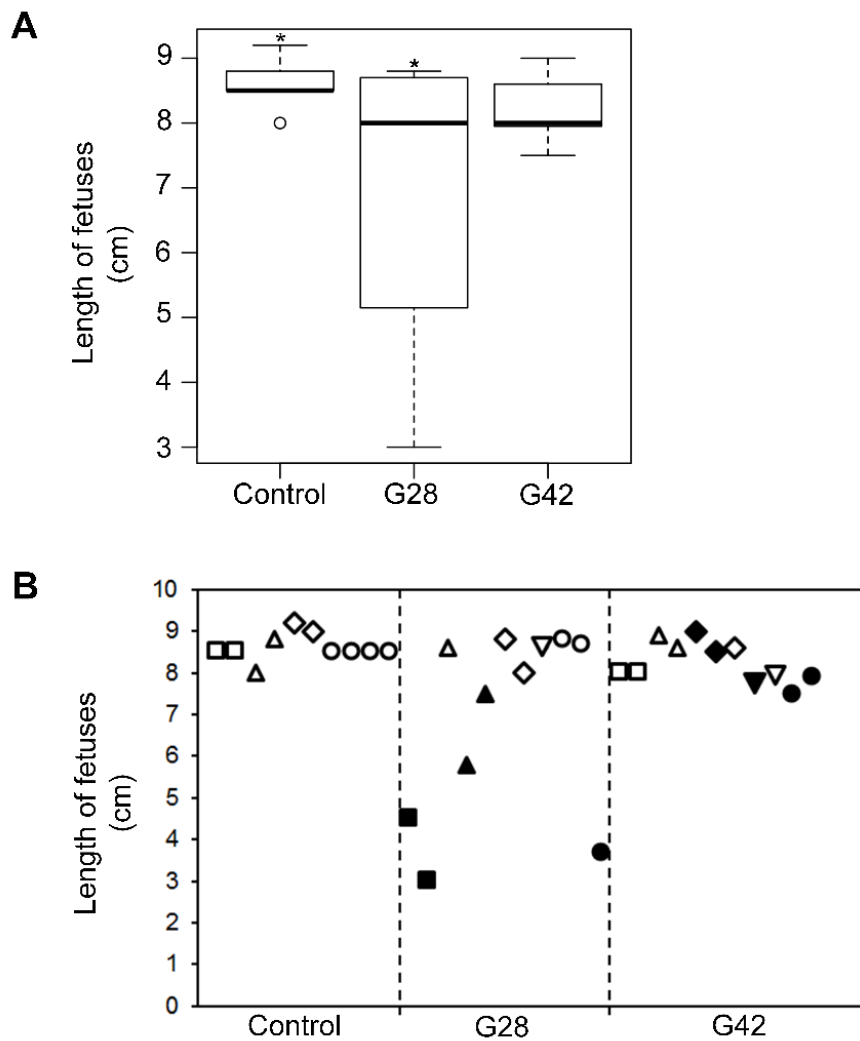 A
Length of fetuses
(cm)
9
8
7
6
5
4
3
*
*
Control G28 G42
B
Length of fetuses
(cm)
10
9
8
7
6
5
4
3
2
1
0
Control G28 G42